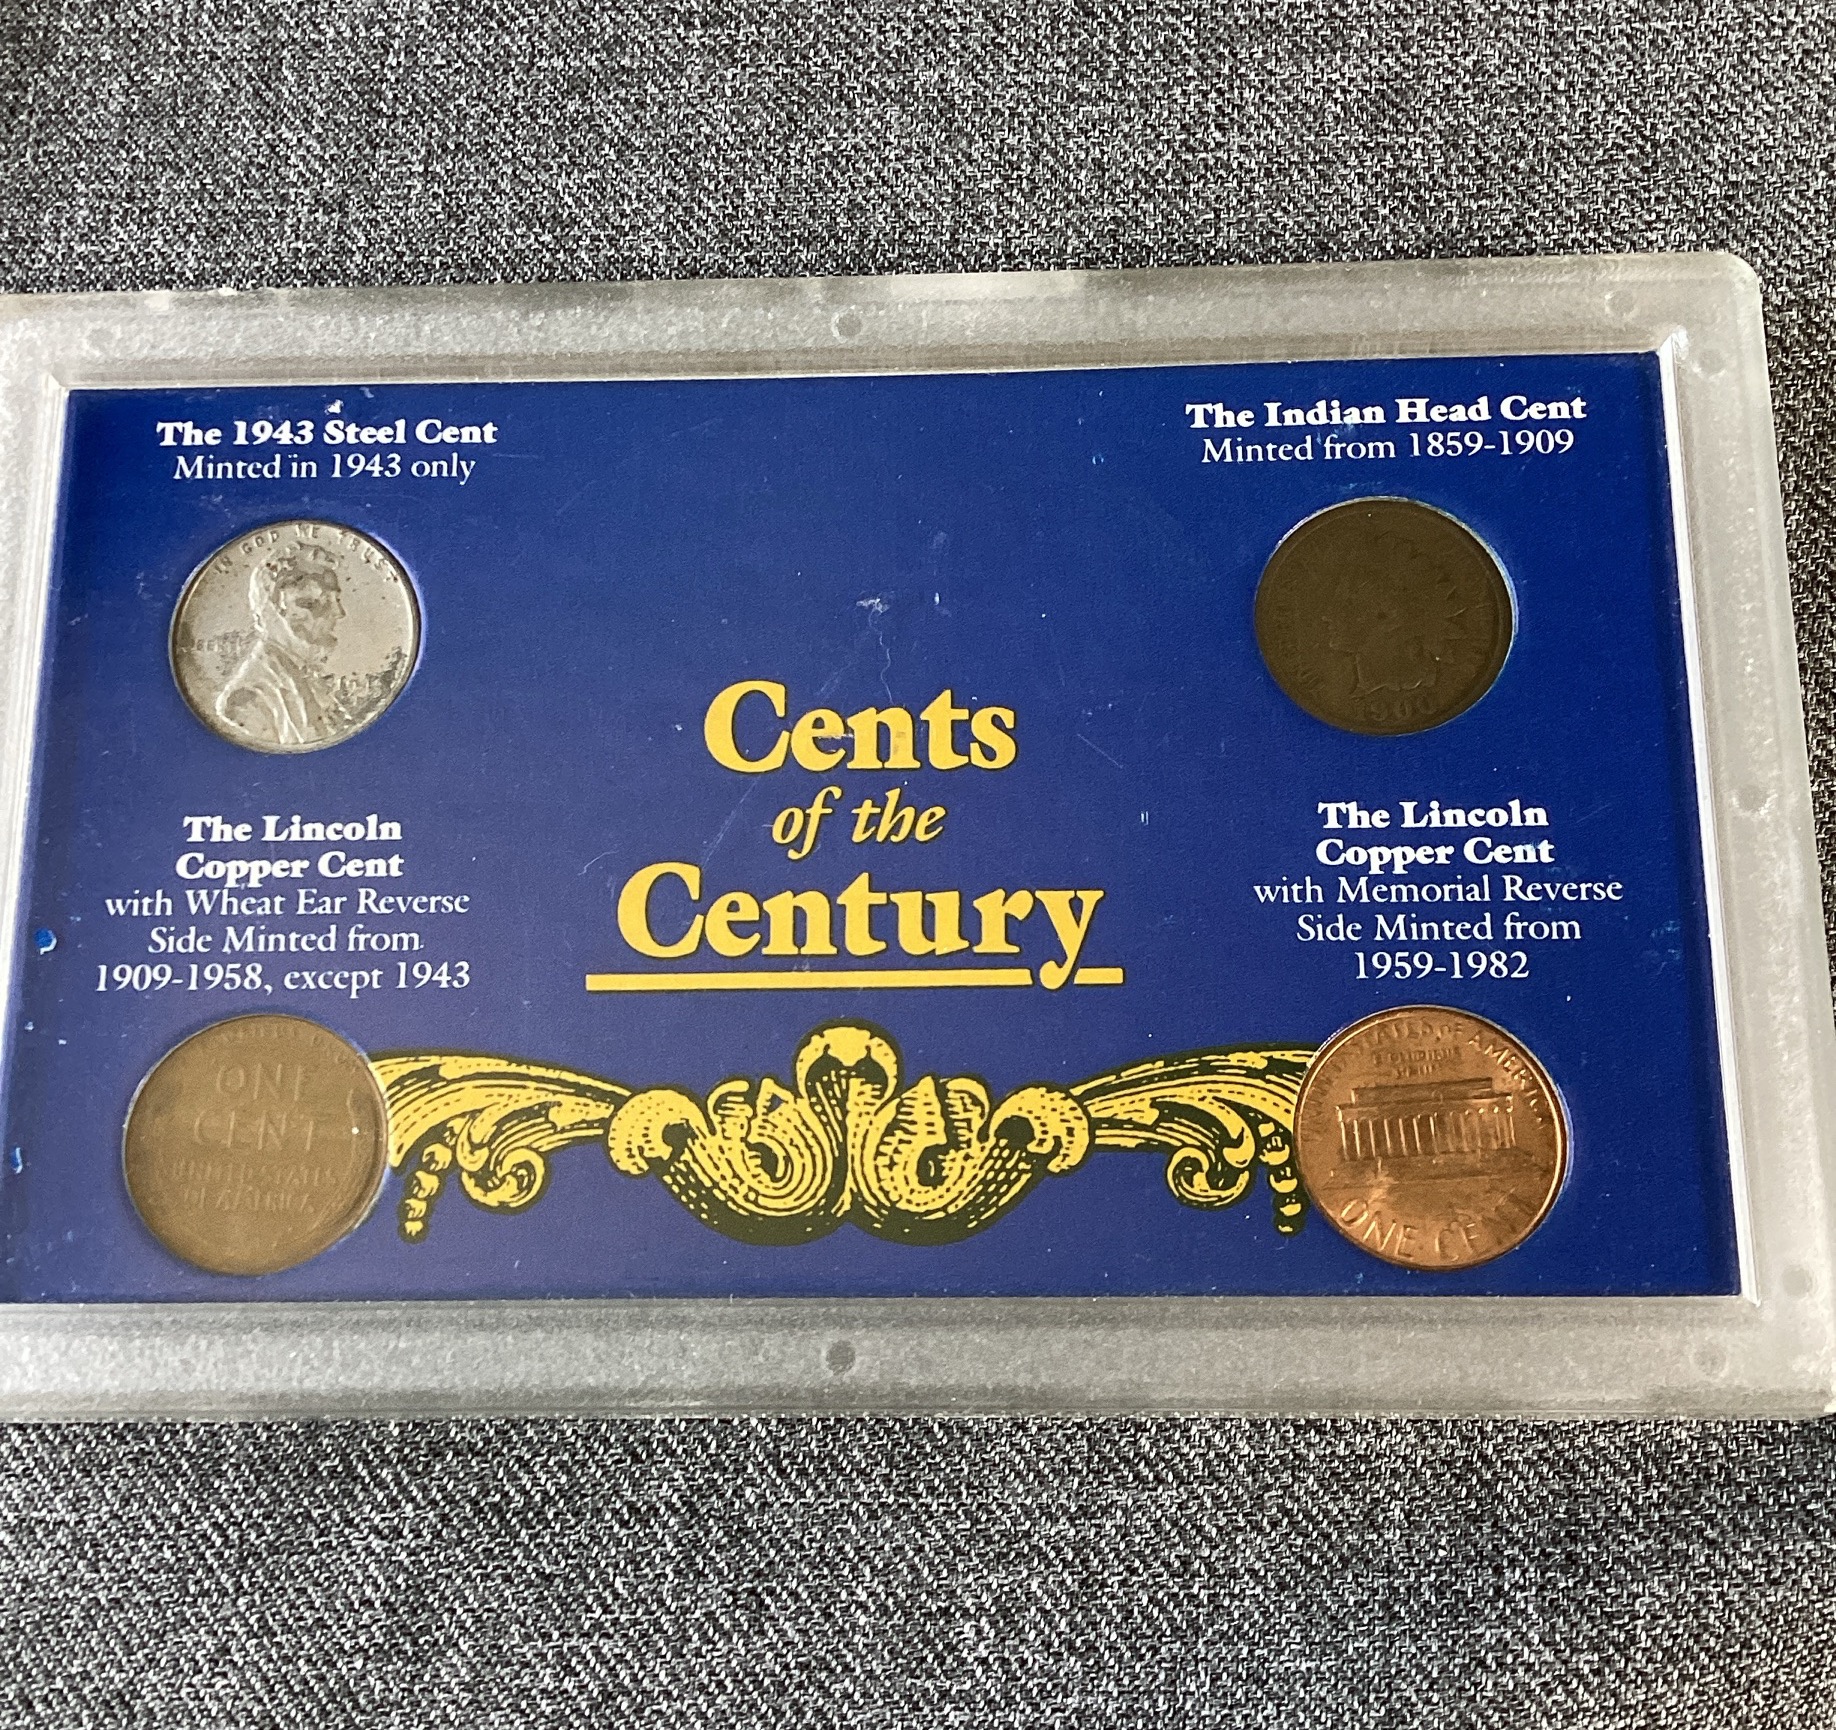 The 1943 Steel Cent
Minted in 1943 only
IN GOD WE TRUST
The Indian Head Cent
Minted from 1859-1909
1900
Cents
of the
Century
The Lincoln
Copper Cent
with Wheat Ear Reverse
Side Minted from
1909-1958, except 1943
ONE
CENT
UNITED STATES
OF AMERICA
The Lincoln
Copper Cent
with Memorial Reverse
Side Minted from
1959-1982
UNITED STATES OF AMERICA
E PLURIBUS
UNUM
ONE CENT